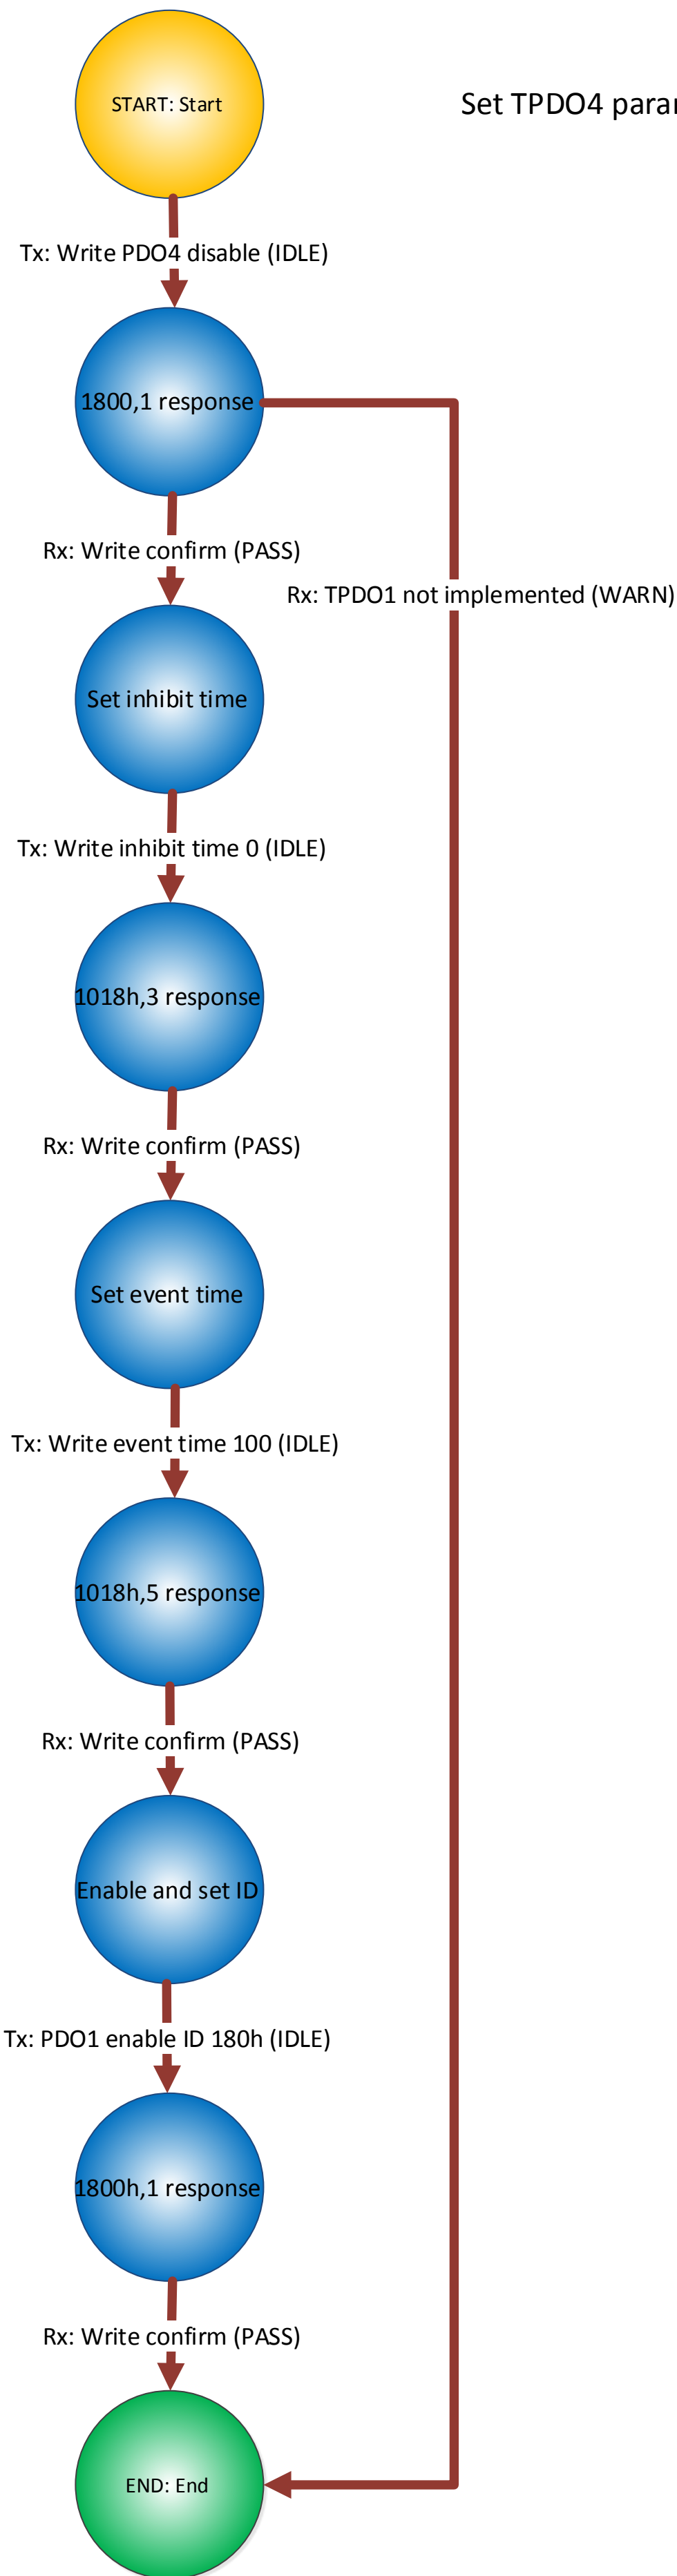 START: Start
Set TPDO4
Tx: Write PDO4 disable (IDLE)
1800,1 response
Rx: Write confirm (PASS)
Rx: TPDO1 not implemented (WARN)
Set inhibit time
Tx: Write inhibit time 0 (IDLE)
1018h,3 response
Rx: Write confirm (PASS)
Set event time
Tx: Write event time 100 (IDLE)
1018h,5 response
Rx: Write confirm (PASS)
Enable and set ID
Tx: PDO1 enable ID 180h (IDLE)
1800h,1 response
Rx: Write confirm (PASS)
END: End